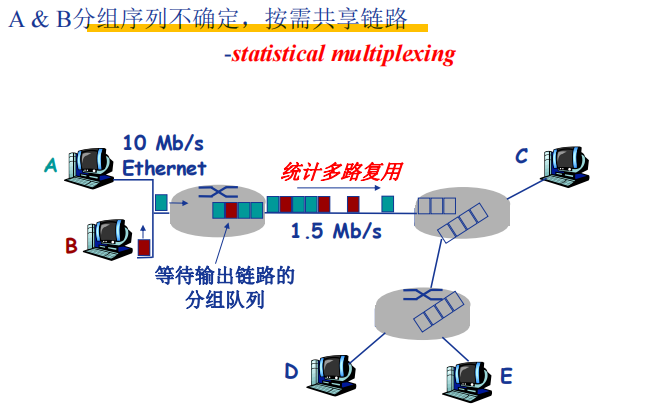 A & B分组序列不确定，按需共享链路
-statistical multiplexing
A
10 Mb/s
Ethernet
统计多路复用
C
B
1.5 Mb/s
等待输出链路的
分组队列
D
E